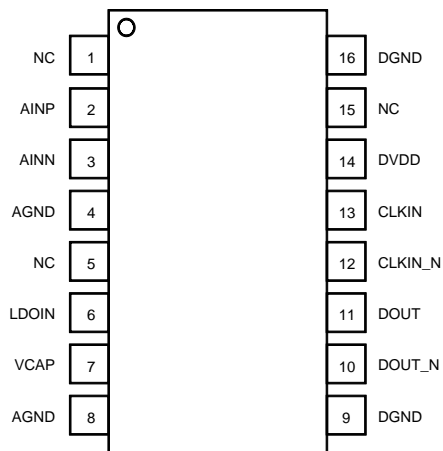 NC 1 16 DGND
AINP 2 15 NC
AINN 3 14 DVDD
AGND 4 13 CLKIN
NC 5 12 CLKIN_N
LDOIN 6 11 DOUT
VCAP 7 10 DOUT_N
AGND 8 9 DGND